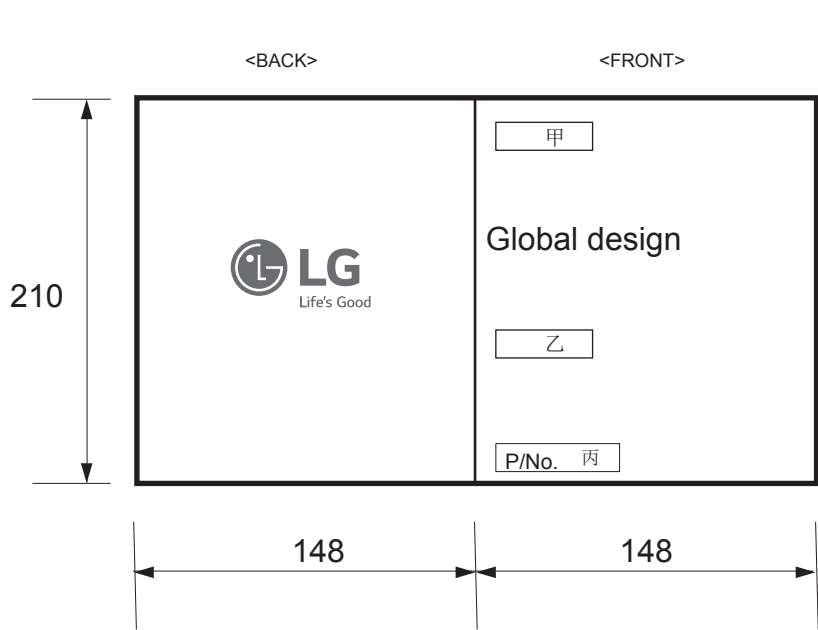 <BACK>
<FRONT>
甲
Global design
LG
Life's Good
210
乙
P/No. 丙
148
148